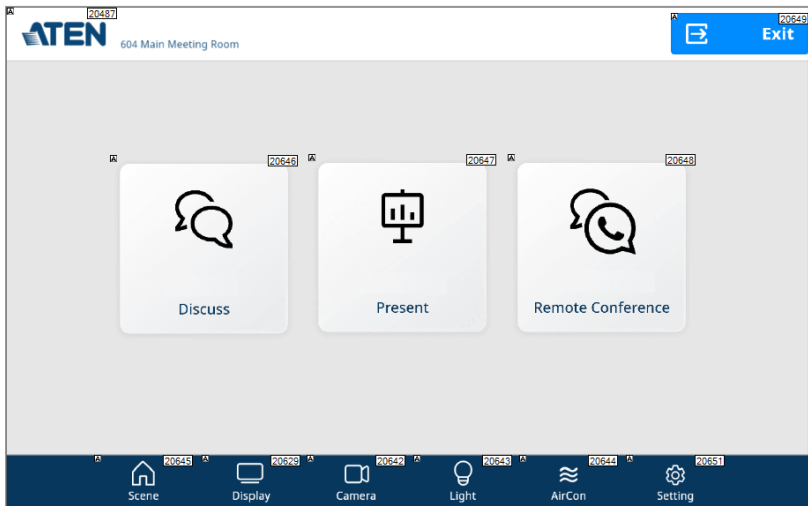 A 20487
ATEN
604 Main Meeting Room
A 20649
Exit
A 20646
A 20647
A 20648
Discuss
Present
Remote Conference
A 20645
A 20629
A 20642
A 20643
A 20644
A 20651
Scene
Display
Camera
Light
AirCon
Setting